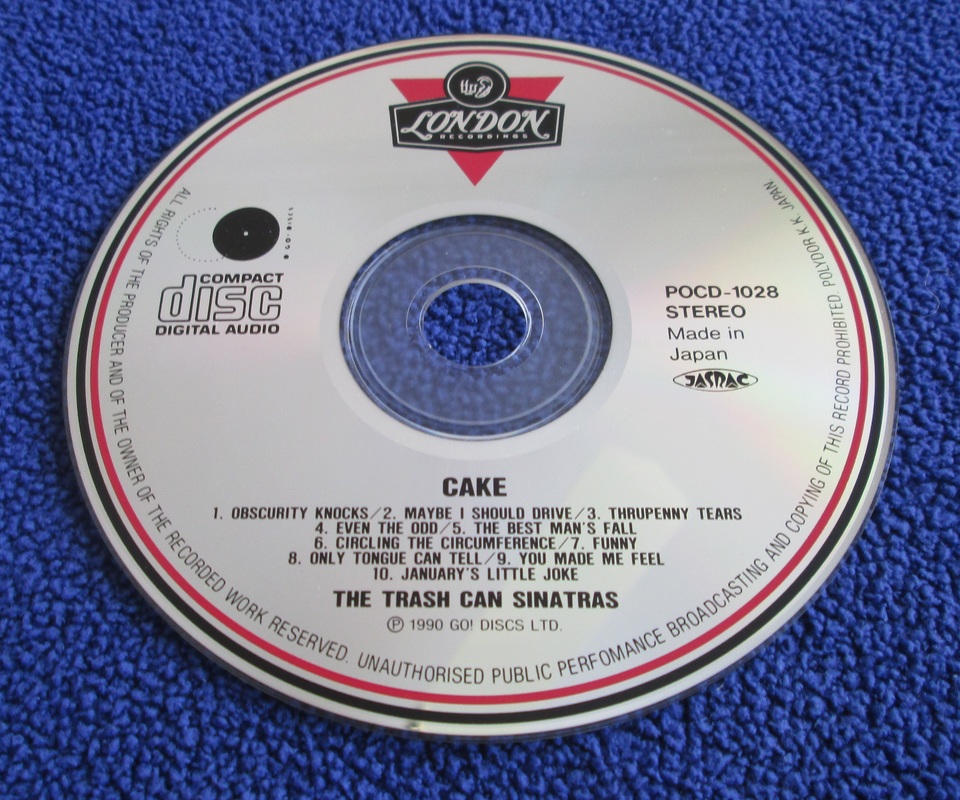 LONDON
RECORDINGS
GO! DISCS
COMPACT
disc
DIGITAL AUDIO
POCD-1028
STEREO
Made in
Japan
JASRAC
CAKE
1. OBSCURITY KNOCKS/2. MAYBE I SHOULD DRIVE/3. THRUPENNY TEARS
4. EVEN THE ODD/5. THE BEST MAN'S FALL
6. CIRCLING THE CIRCUMFERENCE/7. FUNNY
8. ONLY TONGUE CAN TELL/9. YOU MADE ME FEEL
10. JANUARY'S LITTLE JOKE
THE TRASH CAN SINATRAS
℗ 1990 GO! DISCS LTD.
ALL RIGHTS OF THE PRODUCER AND OF THE OWNER OF THE RECORDED WORK RESERVED. UNAUTHORISED PUBLIC PERFOMANCE BROADCASTING AND COPYING OF THIS RECORD PROHIBITED. POLYDOR K.K. JAPAN